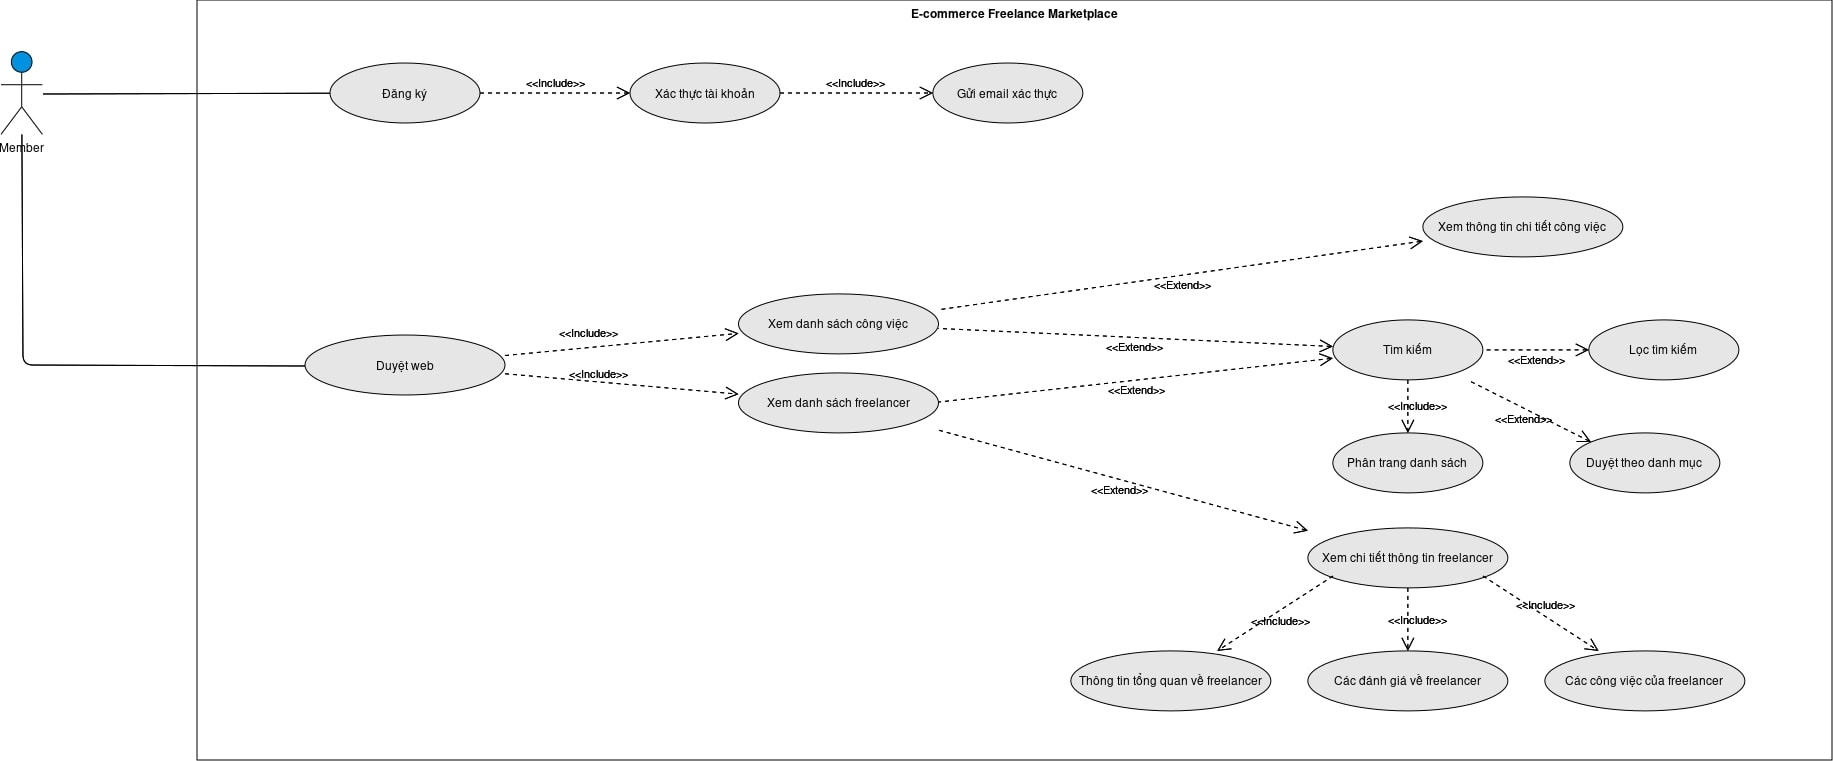 E-commerce Freelance Marketplace
Member
Đăng ký
<<Include>>
Xác thực tài khoản
<<Include>>
Gửi email xác thực
Xem thông tin chi tiết công việc
<<Extend>>
Xem danh sách công việc
<<Include>>
Duyệt web
<<Include>>
Xem danh sách freelancer
<<Extend>>
<<Extend>>
Tìm kiếm
<<Extend>>
Lọc tìm kiếm
<<Include>>
<<Extend>>
Phân trang danh sách
Duyệt theo danh mục
<<Extend>>
Xem chi tiết thông tin freelancer
<<Include>>
<<Include>>
<<Include>>
Thông tin tổng quan về freelancer
Các đánh giá về freelancer
Các công việc của freelancer